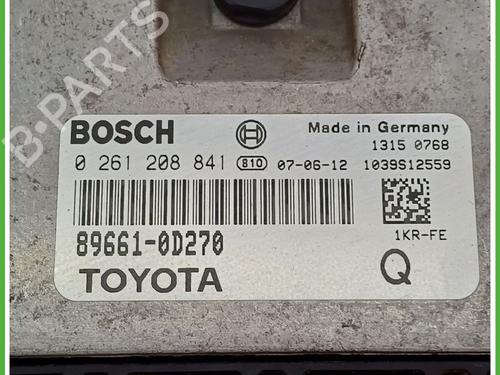 B-PARTS
BOSCH
Made in Germany
1315 0768
0 261 208 841 810 07-06-12 1039S12559
1KR-FE
89661-0D270
TOYOTA Q